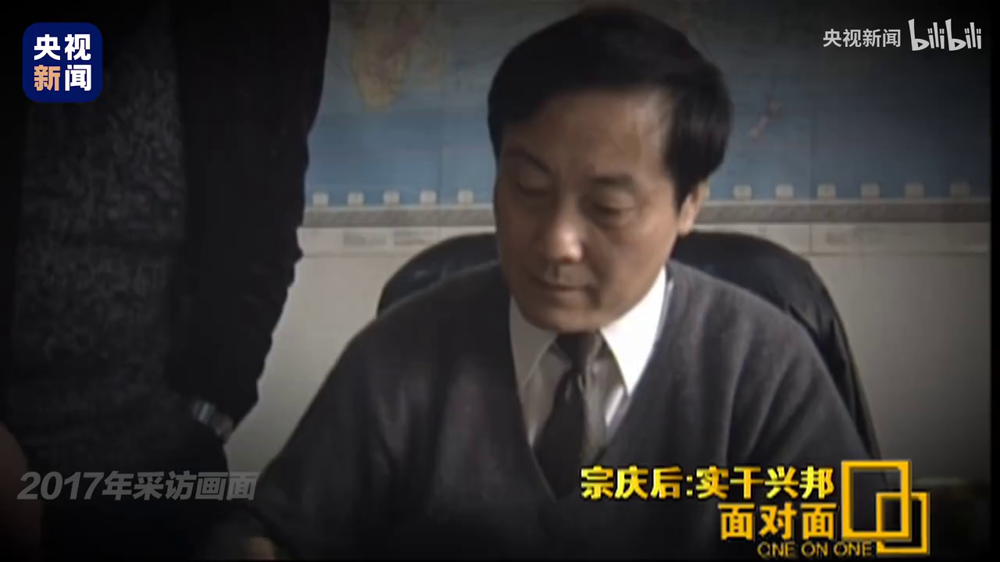 央视
新闻
央视新闻 bilibili
2017年采访画面
宗庆后:实干兴邦
面对面
ONE ON ONE